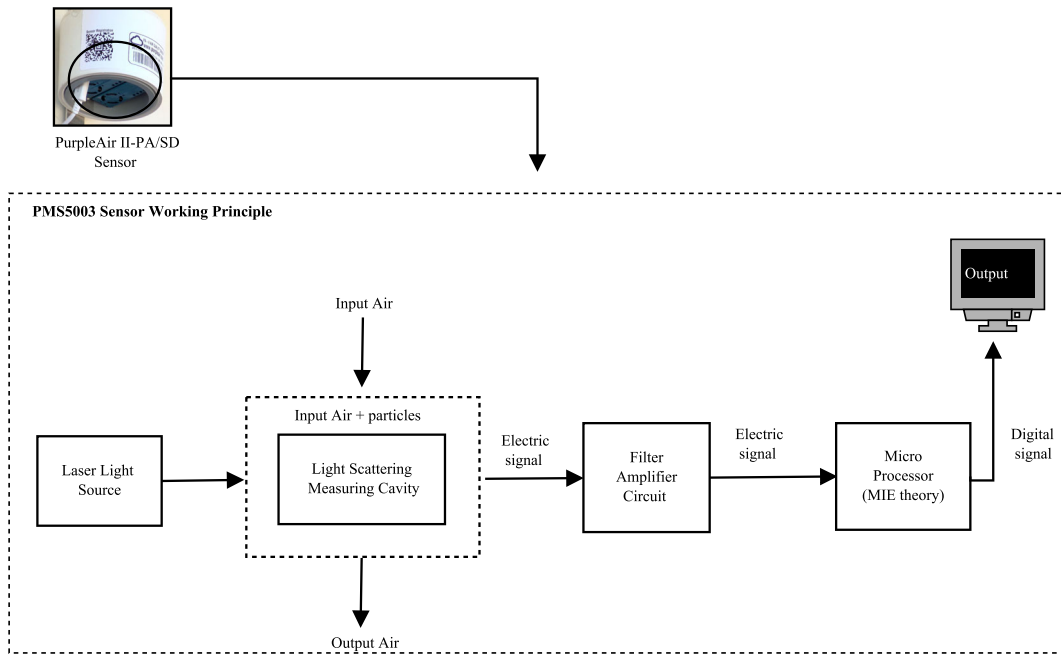 PurpleAir II-PA/SD
Sensor
PMS5003 Sensor Working Principle
Output
Input Air
Input Air + particles
Laser Light
Source
Light Scattering
Measuring Cavity
Electric
signal
Filter
Amplifier
Circuit
Electric
signal
Micro
Processor
(MIE theory)
Digital
signal
Output Air